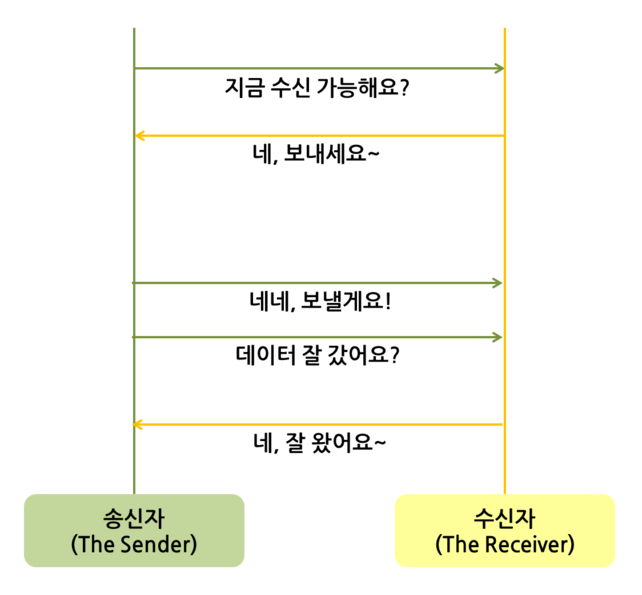 지금 수신 가능해요?
네, 보내세요~
네네, 보낼게요!
데이터 잘 갔어요?
네, 잘 왔어요~
송신자
(The Sender)
수신자
(The Receiver)